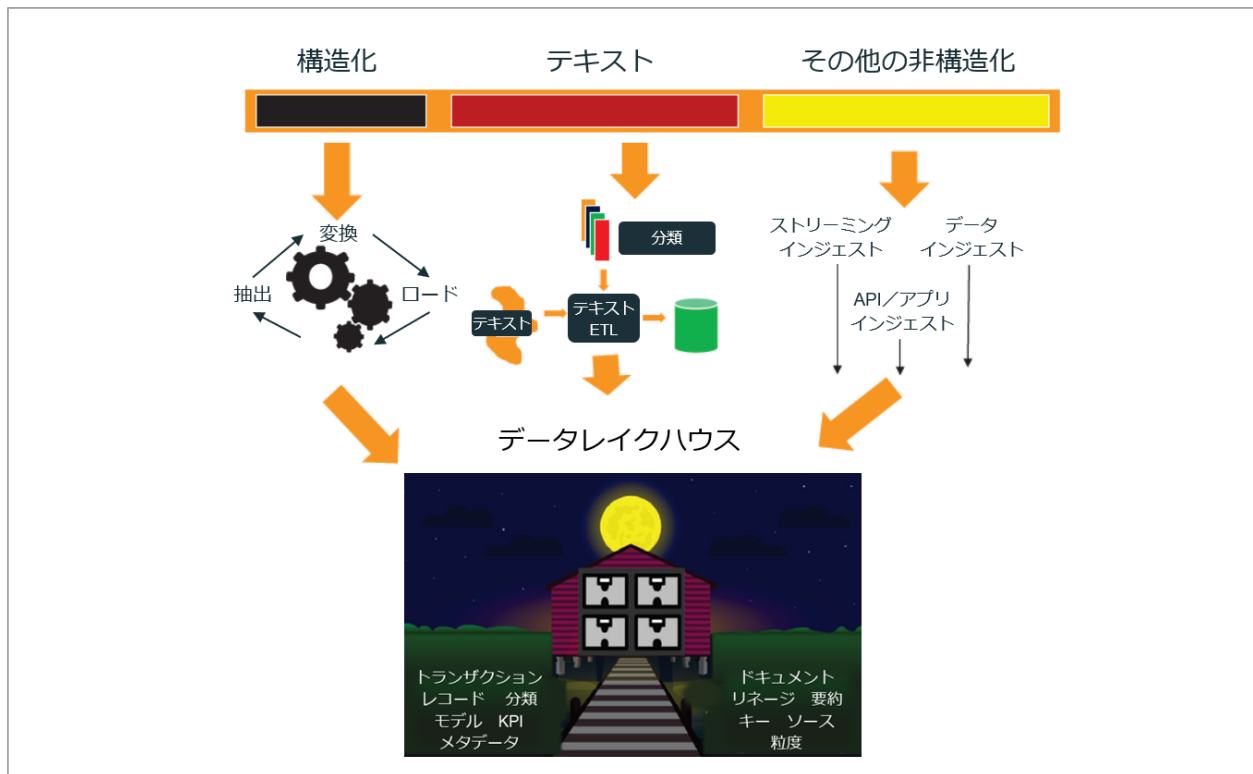 構造化
テキスト
その他の非構造化
変換
抽出
ロード
分類
テキスト
テキスト
ETL
ストリーミング
インジェスト
データ
インジェスト
API／アプリ
インジェスト
データレイクハウス
トランザクション
レコード 分類
モデル KPI
メタデータ
ドキュメント
リネージ 要約
キー ソース
粒度